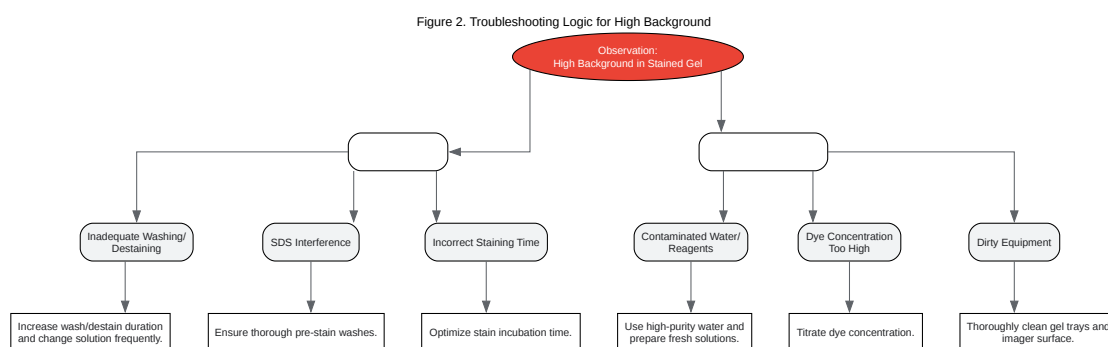 Figure 2. Troubleshooting Logic for High Background
Observation:
High Background in Stained Gel
Inadequate Washing/
Destaining
SDS Interference
Incorrect Staining Time
Contaminated Water/
Reagents
Dye Concentration
Too High
Dirty Equipment
Increase wash/destain duration
and change solution frequently.
Ensure thorough pre-stain washes.
Optimize stain incubation time.
Use high-purity water and
prepare fresh solutions.
Titrate dye concentration.
Thoroughly clean gel trays and
imager surface.